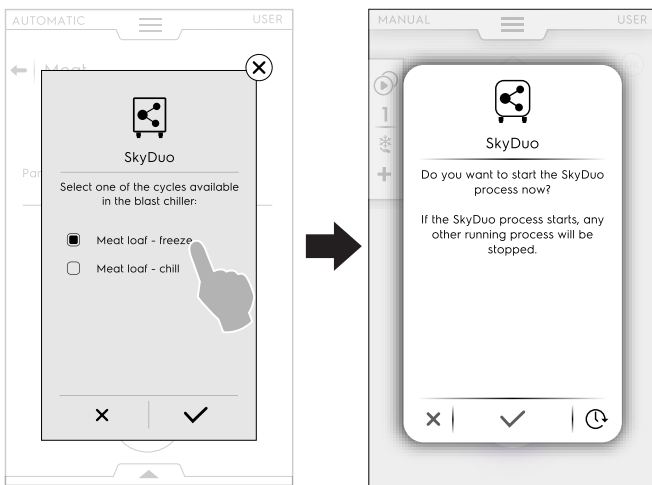 AUTOMATIC
USER
Meat
Par
SkyDuo
Select one of the cycles available
in the blast chiller:
Meat loaf - freeze
Meat loaf - chill
MANUAL
USER
1
SkyDuo
Do you want to start the SkyDuo
process now?
If the SkyDuo process starts, any
other running process will be
stopped.